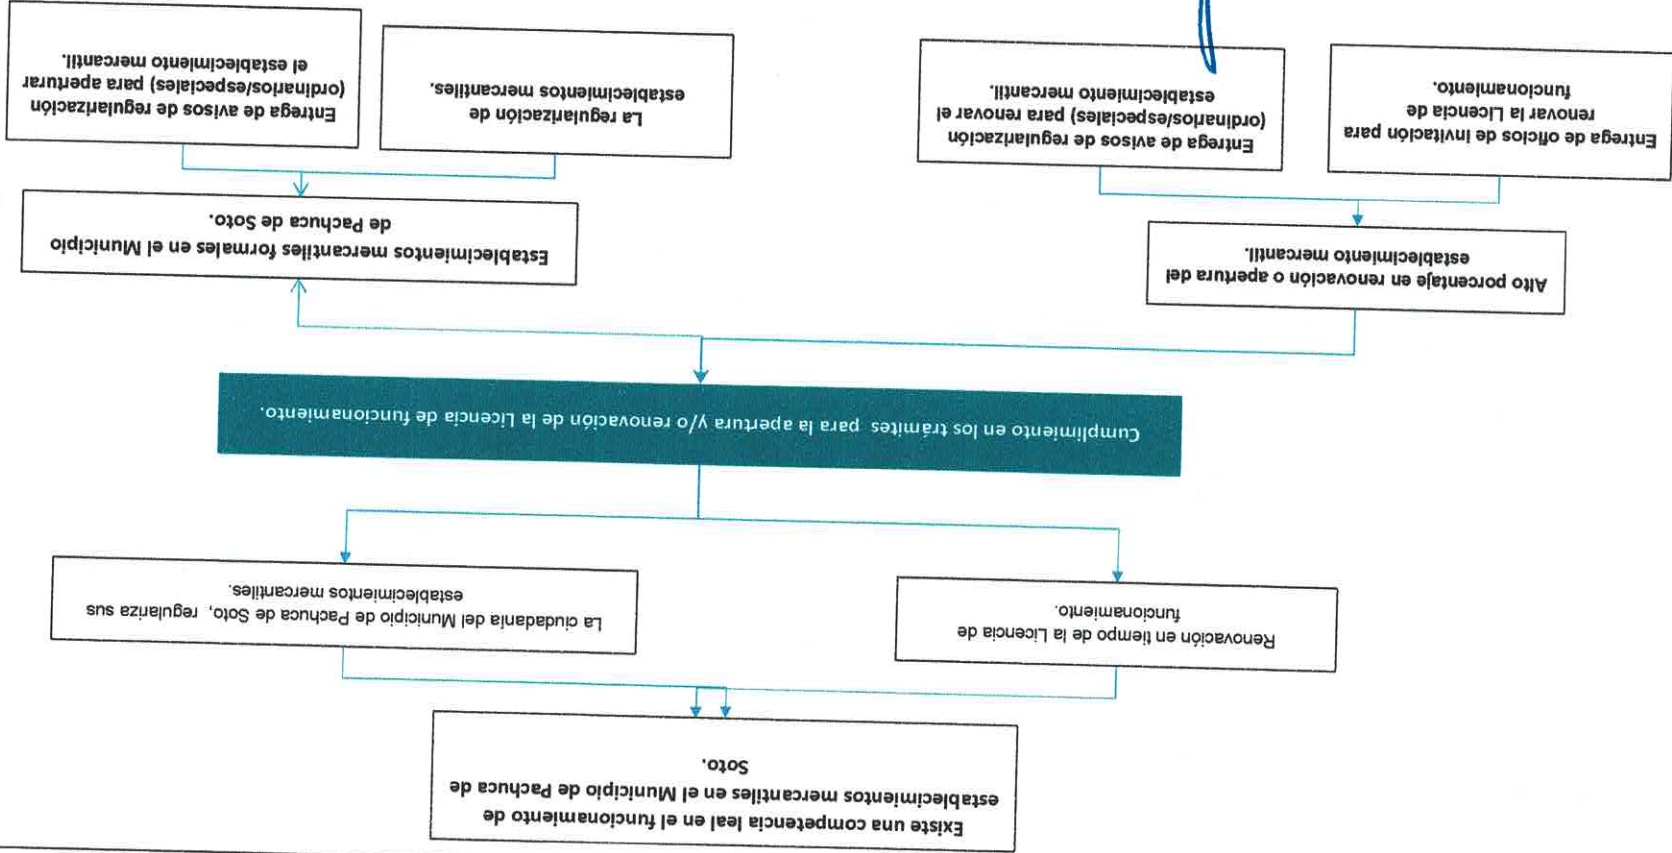 Existe una competencia leal en el funcionamiento de
establecimientos mercantiles en el Municipio de Pachuca de
Soto.
Renovación en tiempo de la Licencia de
funcionamiento.
La ciudadanía del Municipio de Pachuca de Soto, regulariza sus
establecimientos mercantiles.
Cumplimiento en los trámites para la apertura y/o renovación de la Licencia de funcionamiento.
Alto porcentaje en renovación o apertura del
establecimiento mercantil.
Establecimientos mercantiles formales en el Municipio
de Pachuca de Soto.
Entrega de oficios de invitación para
renovar la Licencia de
funcionamiento.
Entrega de avisos de regularización
(ordinarios/especiales) para renovar el
establecimiento mercantil.
La regularización de
establecimientos mercantiles.
Entrega de avisos de regularización
(ordinarios/especiales) para aperturar
el establecimiento mercantil.